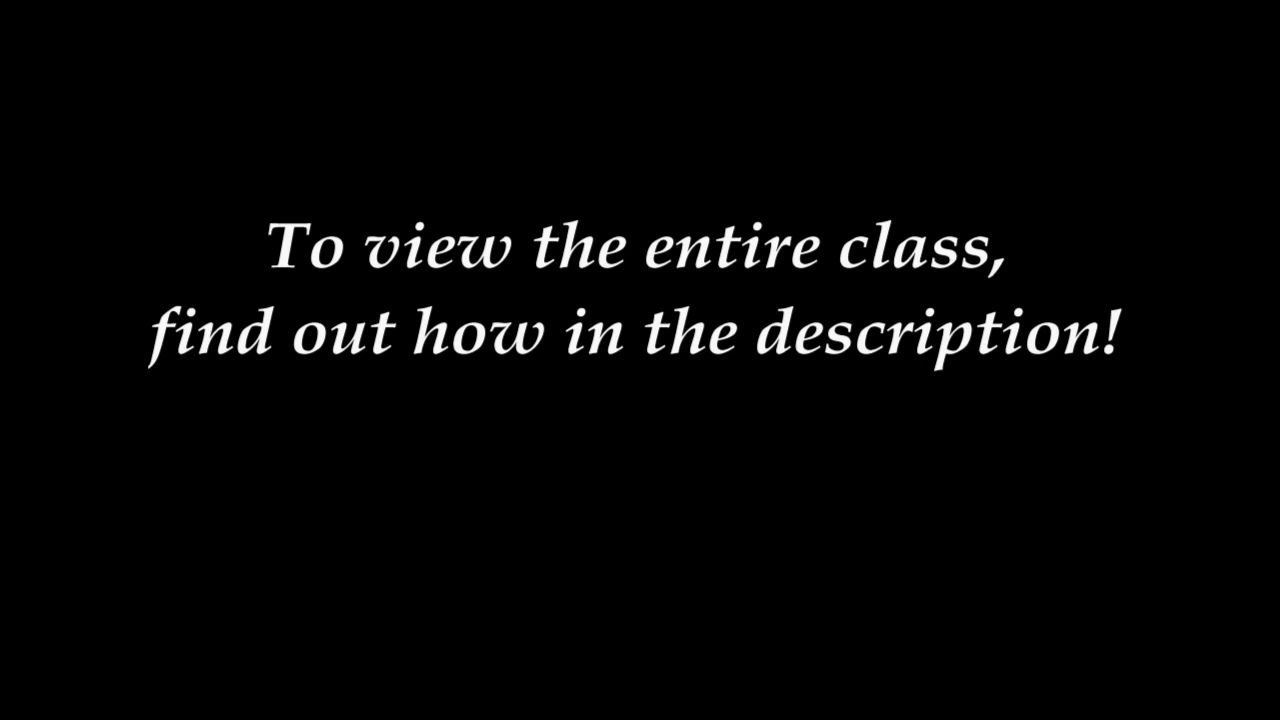 To view the entire class,
find out how in the description!